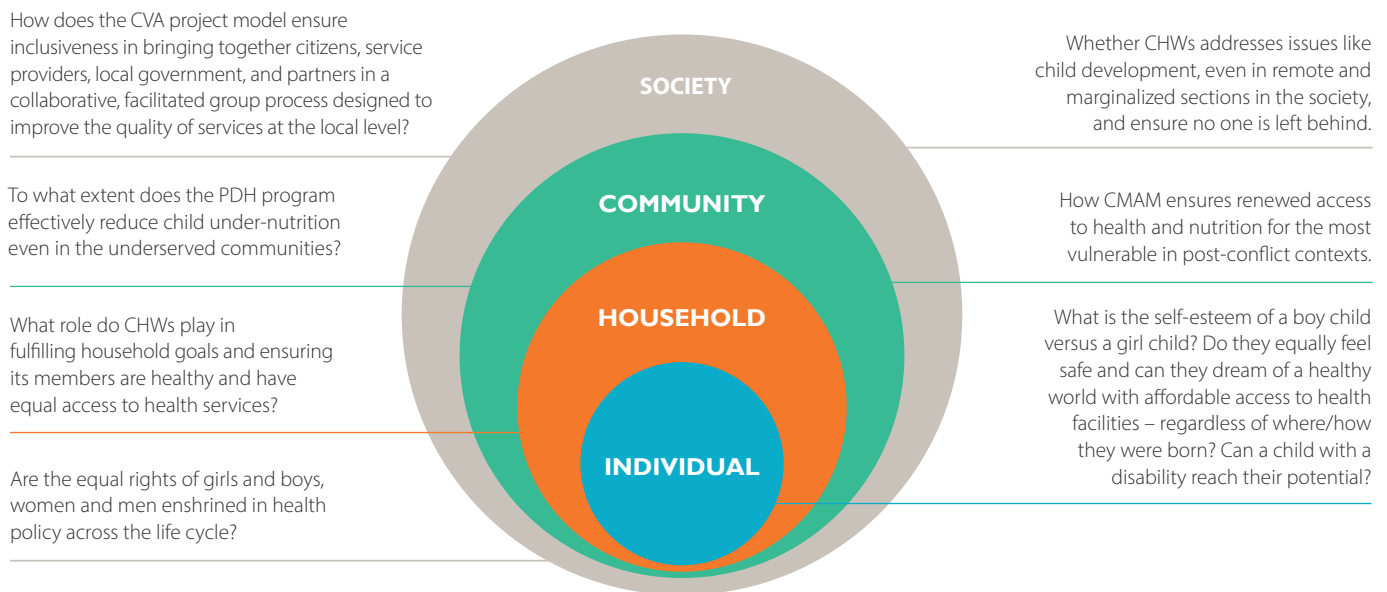 How does the CVA project model ensure
inclusiveness in bringing together citizens, service
providers, local government, and partners in a
collaborative, facilitated group process designed to
improve the quality of services at the local level?
To what extent does the PDH program
effectively reduce child under-nutrition
even in the underserved communities?
What role do CHWs play in
fulfilling household goals and ensuring
its members are healthy and have
equal access to health services?
Are the equal rights of girls and boys,
women and men enshrined in health
policy across the life cycle?
SOCIETY
COMMUNITY
HOUSEHOLD
INDIVIDUAL
Whether CHWs addresses issues like
child development, even in remote and
marginalized sections in the society,
and ensure no one is left behind.
How CMAM ensures renewed access
to health and nutrition for the most
vulnerable in post-conflict contexts.
What is the self-esteem of a boy child
versus a girl child? Do they equally feel
safe and can they dream of a healthy
world with affordable access to health
facilities – regardless of where/how
they were born? Can a child with a
disability reach their potential?